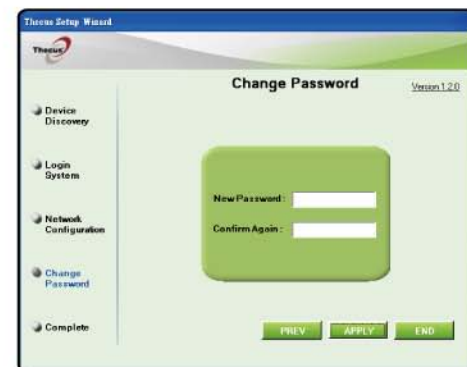 Thecus Setup Wizard
Thecus
Change Password
Version 1.2.0
Device
Discovery
Login
System
Network
Configuration
Change
Password
Complete
New Password :
Confirm Again :
PREV
APPLY
END